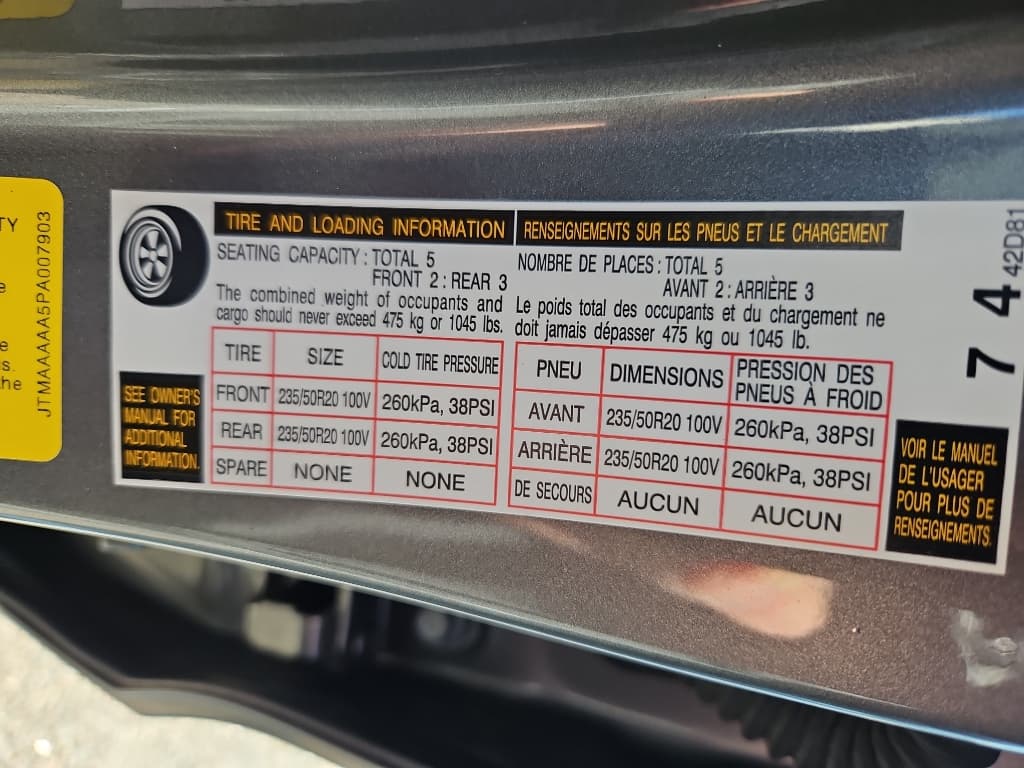 TY
e
e
s.
he
JTMAAAAA5PA007903
TIRE AND LOADING INFORMATION
SEATING CAPACITY : TOTAL 5
FRONT 2 : REAR 3
The combined weight of occupants and
cargo should never exceed 475 kg or 1045 lbs.
TIRE SIZE COLD TIRE PRESSURE
FRONT 235/50R20 100V 260kPa, 38PSI
REAR 235/50R20 100V 260kPa, 38PSI
SPARE NONE NONE
SEE OWNER'S
MANUAL FOR
ADDITIONAL
INFORMATION.
RENSEIGNEMENTS SUR LES PNEUS ET LE CHARGEMENT
NOMBRE DE PLACES : TOTAL 5
AVANT 2 : ARRIÈRE 3
Le poids total des occupants et du chargement ne
doit jamais dépasser 475 kg ou 1045 lb.
PNEU DIMENSIONS PRESSION DES
PNEUS À FROID
AVANT 235/50R20 100V 260kPa, 38PSI
ARRIÈRE 235/50R20 100V 260kPa, 38PSI
DE SECOURS AUCUN AUCUN
VOIR LE MANUEL
DE L'USAGER
POUR PLUS DE
RENSEIGNEMENTS.
74
42D81